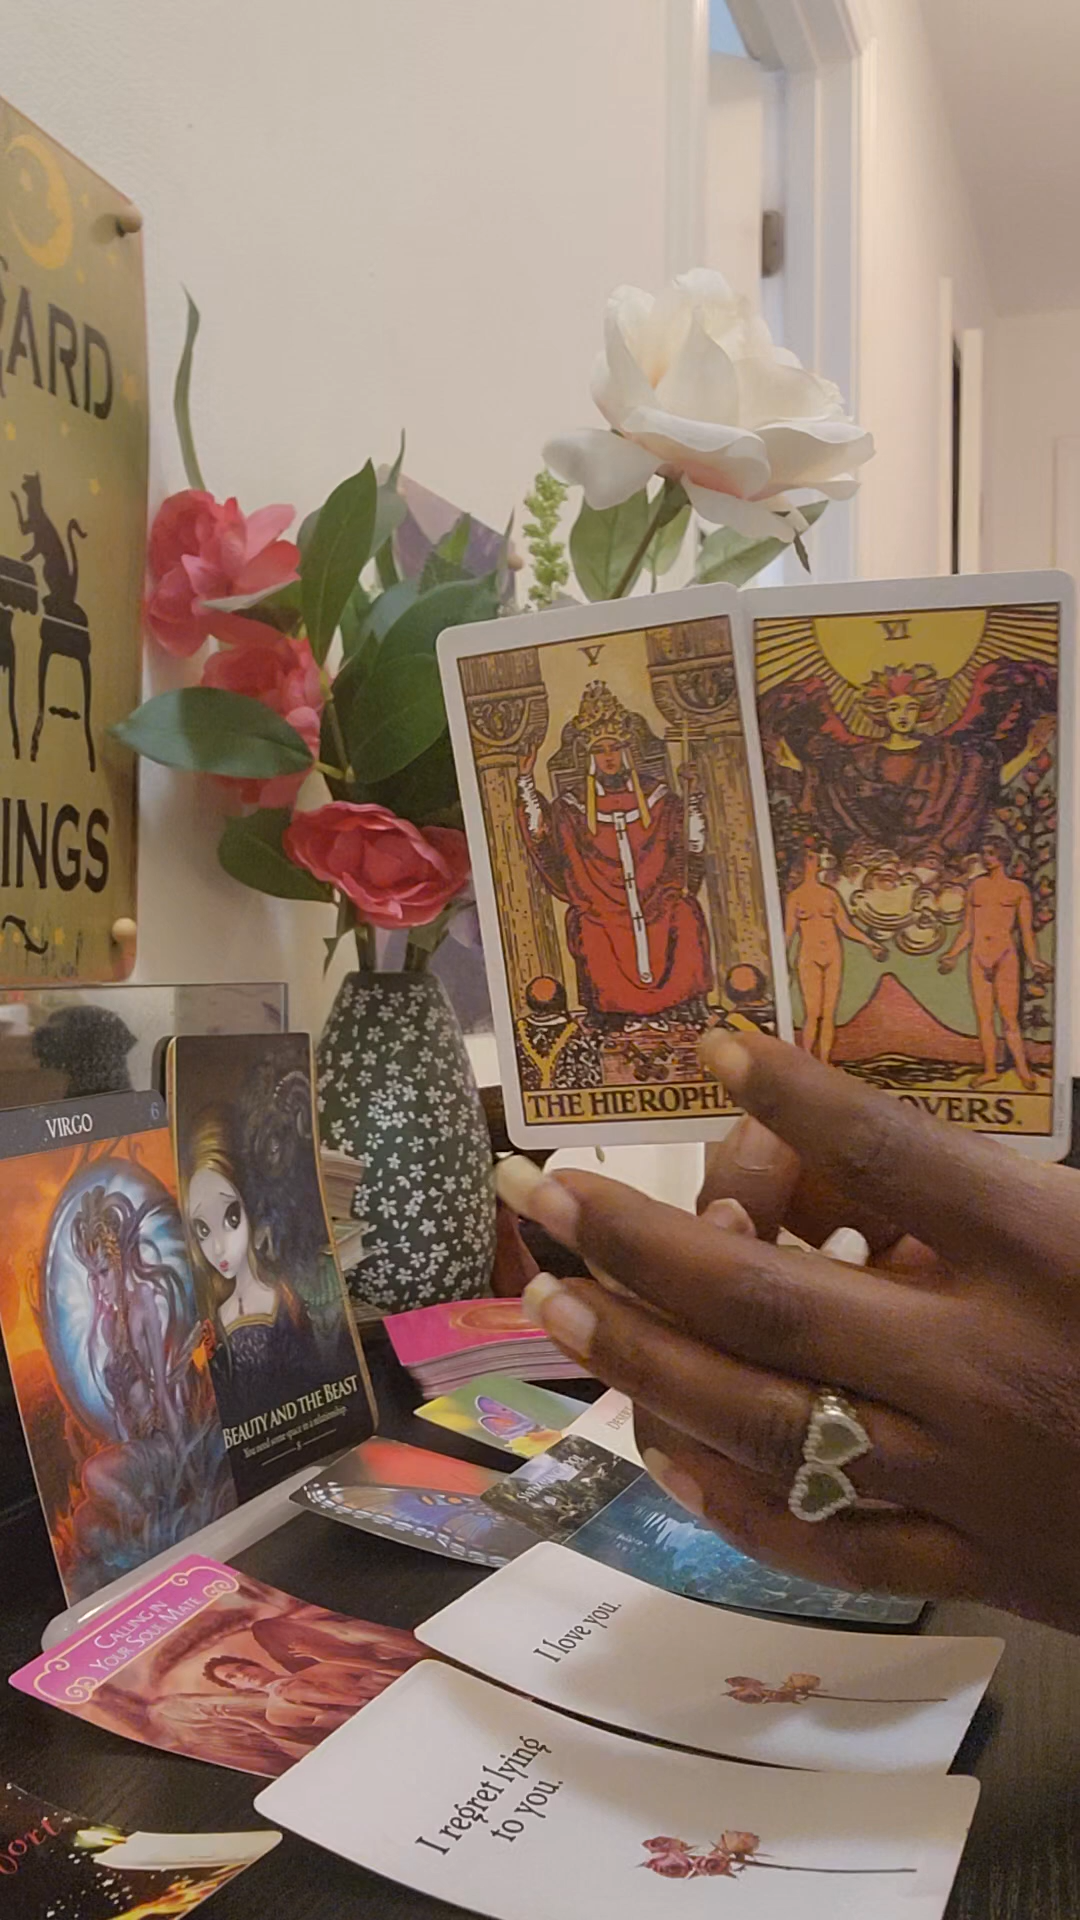 V
VI
THE HIEROPHA
OVERS.
VIRGO
6
BEAUTY AND THE BEAST
You need some space in a relationship.
8
CALLING IN
YOUR SOUL MATE
I love you.
I regret lying
to you.
ARD
INGS